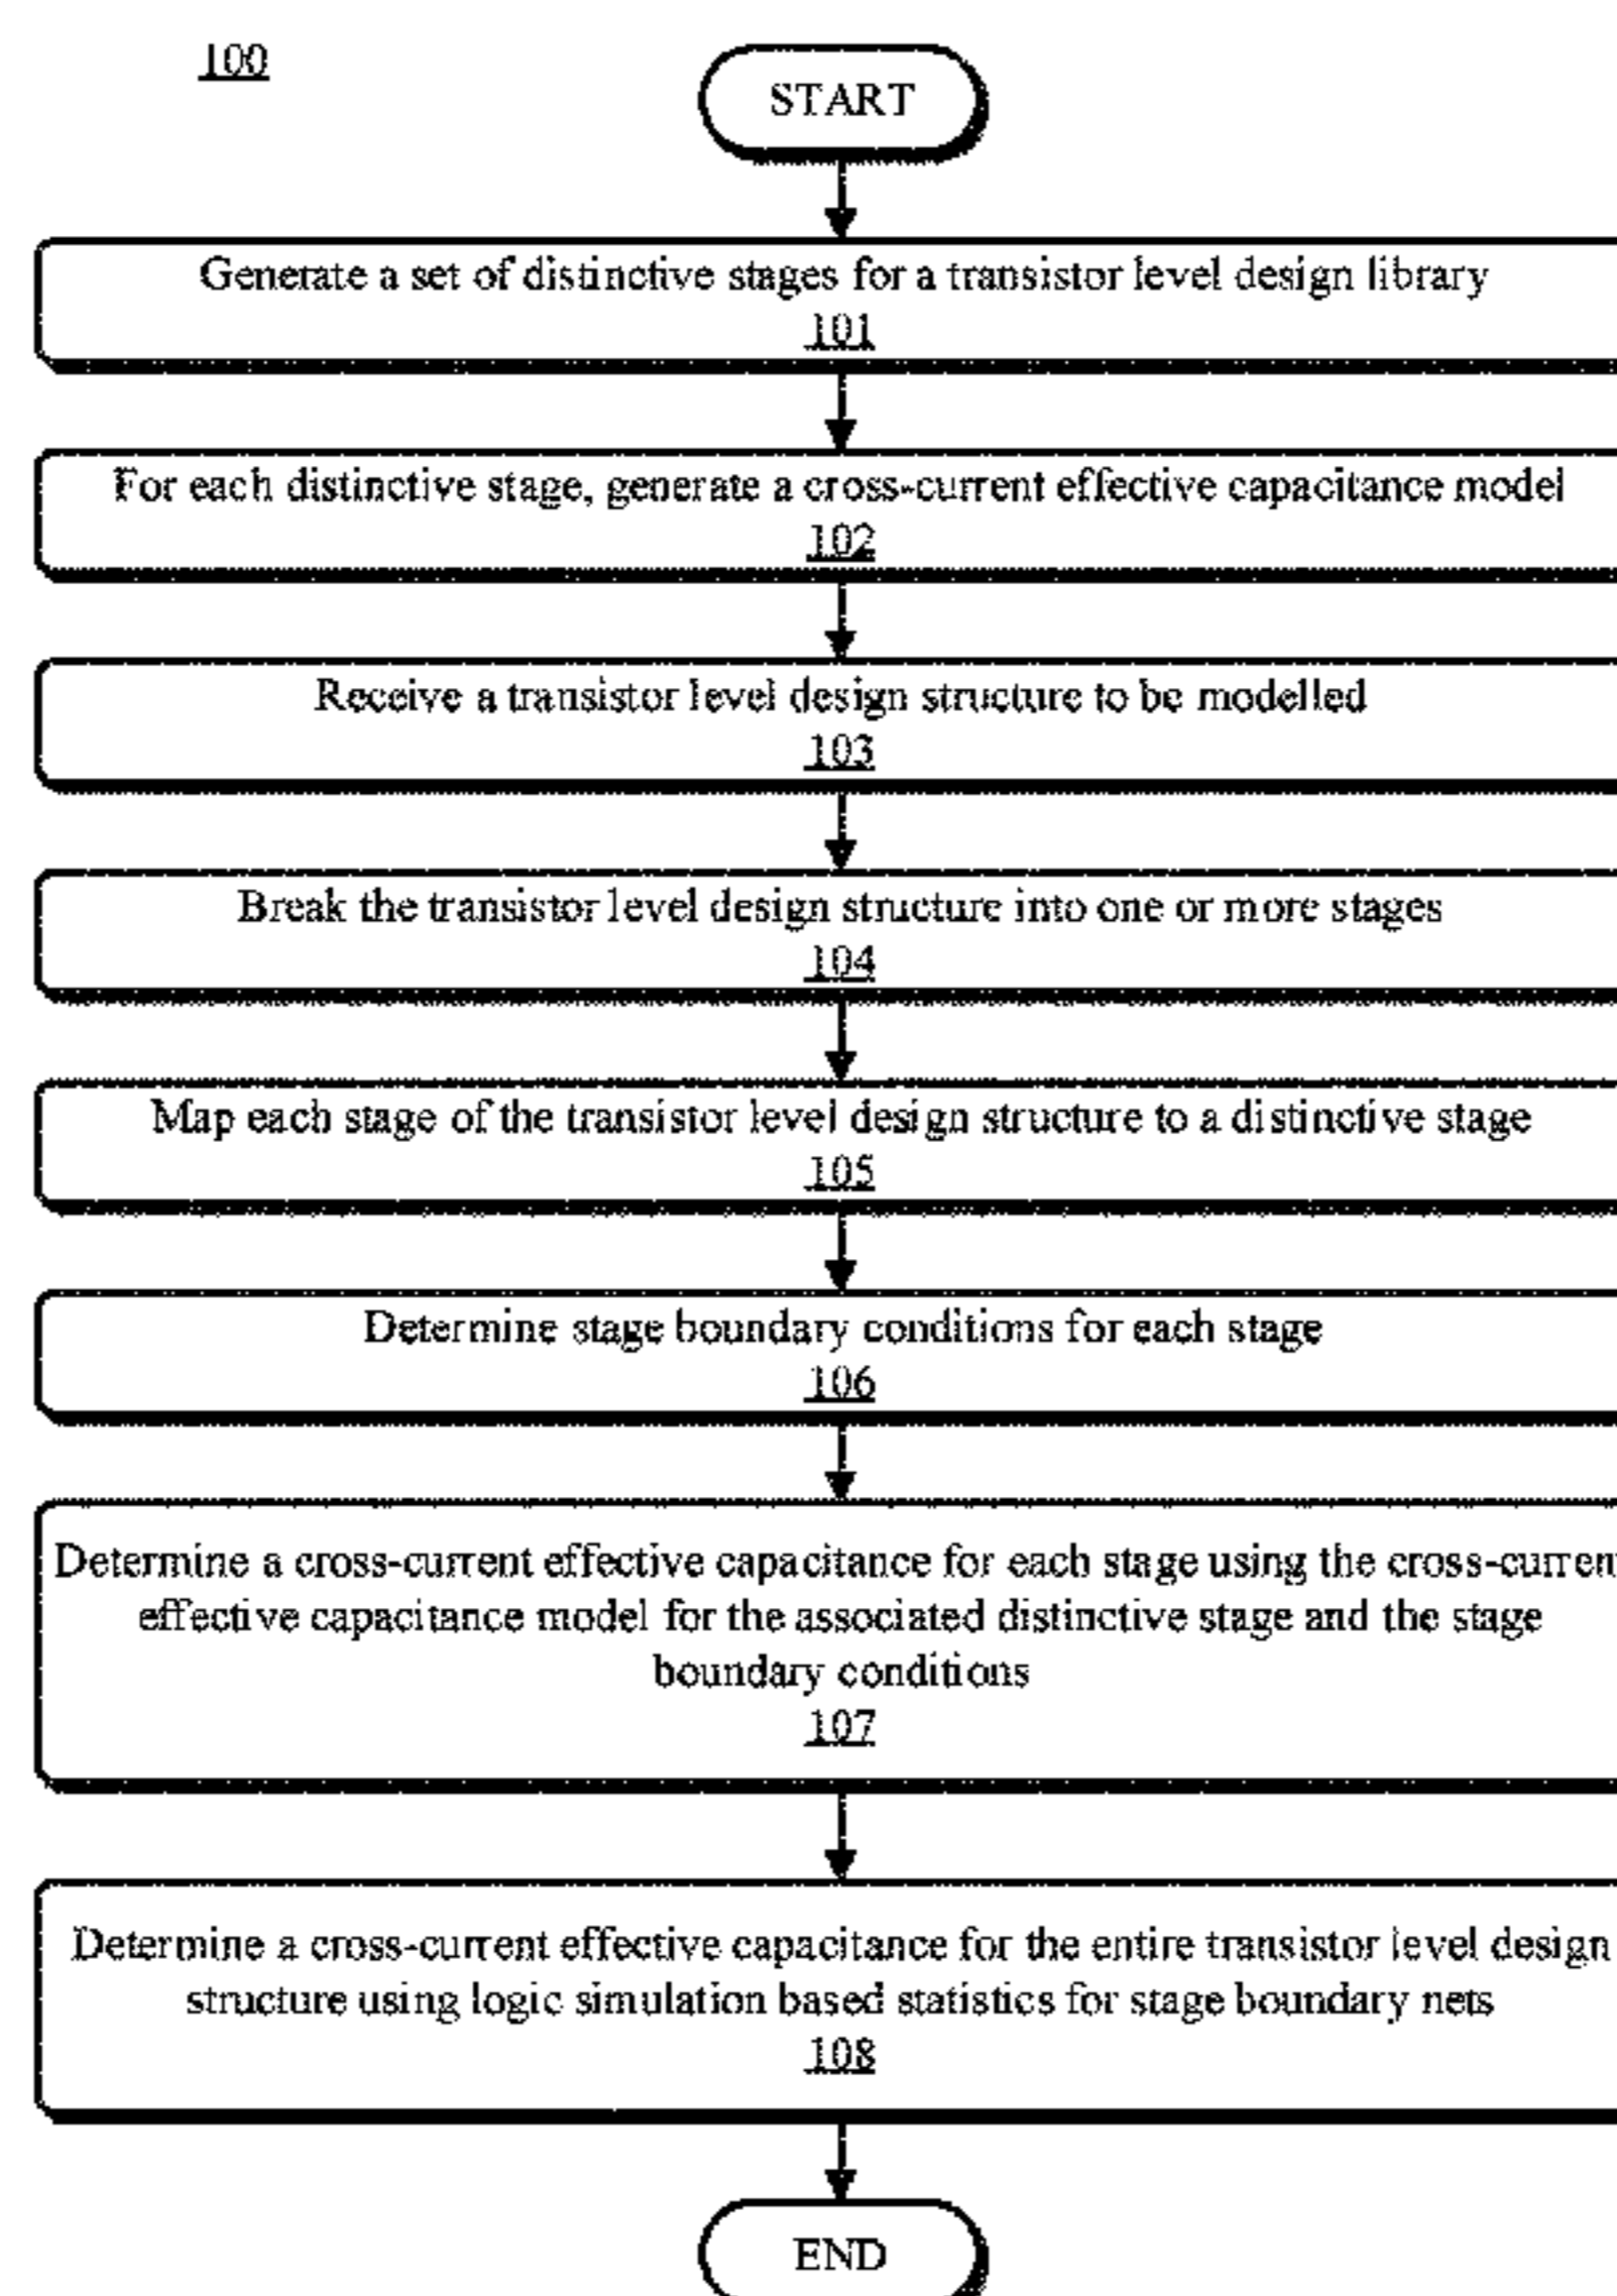 100
START
Generate a set of distinctive stages for a transistor level design library
101
For each distinctive stage, generate a cross-current effective capacitance model
102
Receive a transistor level design structure to be modelled
103
Break the transistor level design structure into one or more stages
104
Map each stage of the transistor level design structure to a distinctive stage
105
Determine stage boundary conditions for each stage
106
Determine a cross-current effective capacitance for each stage using the cross-curren
effective capacitance model for the associated distinctive stage and the stage
boundary conditions
107
Determine a cross-current effective capacitance for the entire transistor level design
structure using logic simulation based statistics for stage boundary nets
108
END